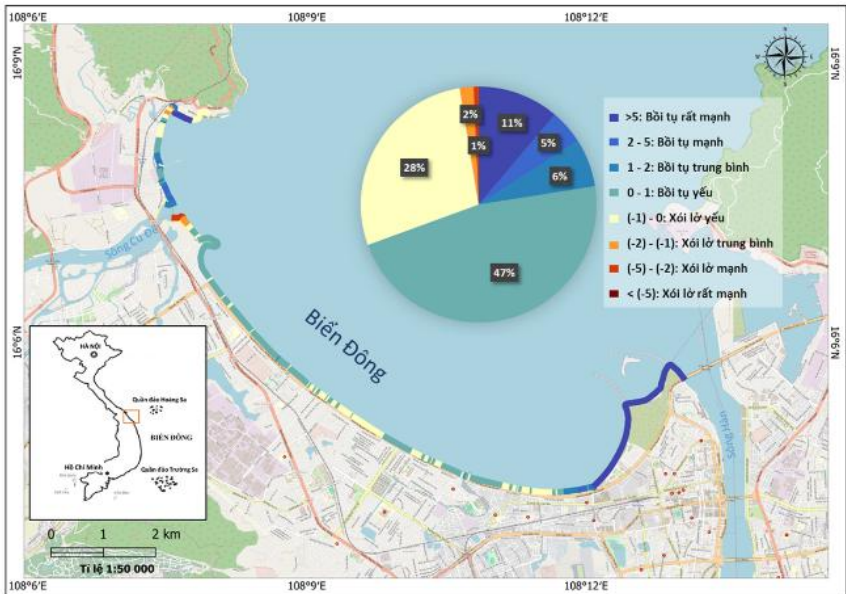 108°6'E
108°9'E
108°12'E
16°9'N
16°9'N
2%
11%
1%
5%
28%
6%
47%
>5: Bồi tụ rất mạnh
2 - 5: Bồi tụ mạnh
1 - 2: Bồi tụ trung bình
0 - 1: Bồi tụ yếu
(-1) - 0: Xói lở yếu
(-2) - (-1): Xói lở trung bình
(-5) - (-2): Xói lở mạnh
< (-5): Xói lở rất mạnh
Sông Cu Đê
Biển Đông
16°6'N
16°6'N
Sông Hàn
HÀ NỘI
Quần đảo Hoàng Sa
BIỂN ĐÔNG
Hồ Chí Minh
Quần đảo Trường Sa
0 1 2 km
Tỉ lệ 1:50 000
108°6'E
108°9'E
108°12'E